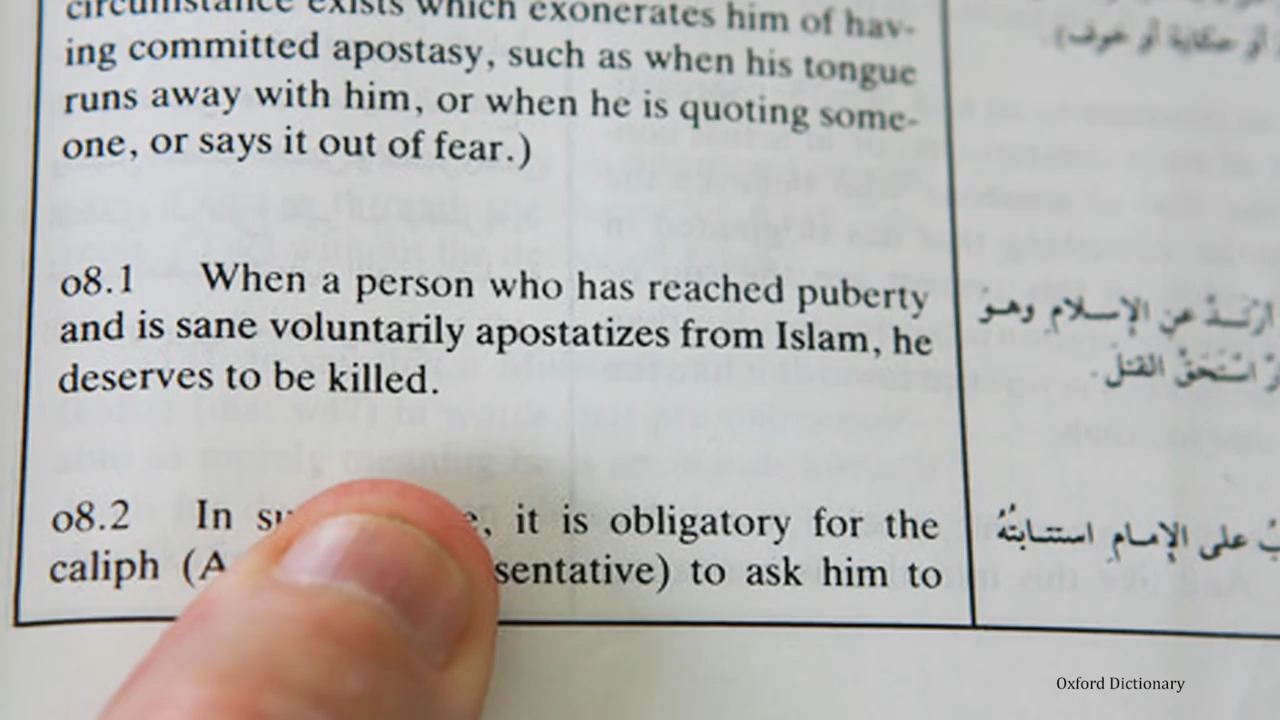 circumstance exists which exonerates him of hav-
ing committed apostasy, such as when his tongue
runs away with him, or when he is quoting some-
one, or says it out of fear.)
أو حكاية أو خوف).
o8.1 When a person who has reached puberty
and is sane voluntarily apostatizes from Islam, he
deserves to be killed.
ارْتَدَّ عن الإسلام وهو
اسْتَحَقَّ القتل.
o8.2 In it is obligatory for the
caliph (A sentative) to ask him to
على الإمام استتابتُهُ
Oxford Dictionary